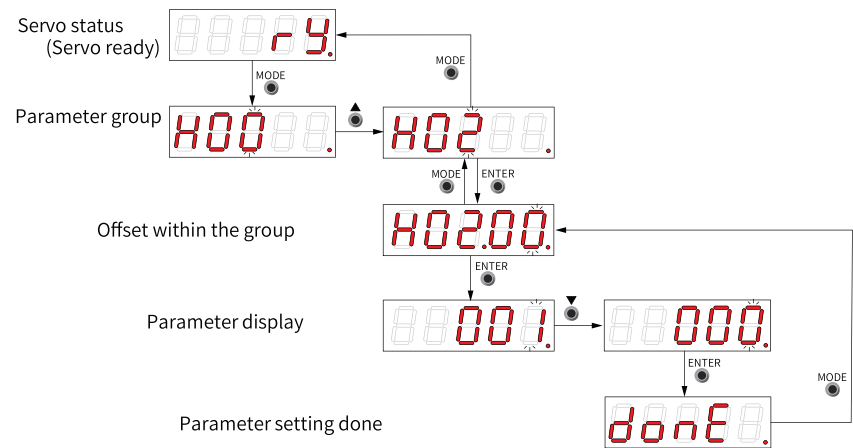 Servo status
(Servo ready)
rY.
MODE
MODE
Parameter group
H00
.
H02
.
MODE
ENTER
Offset within the group
H02.00.
ENTER
Parameter display
001.
000.
ENTER
MODE
Parameter setting done
donE
.